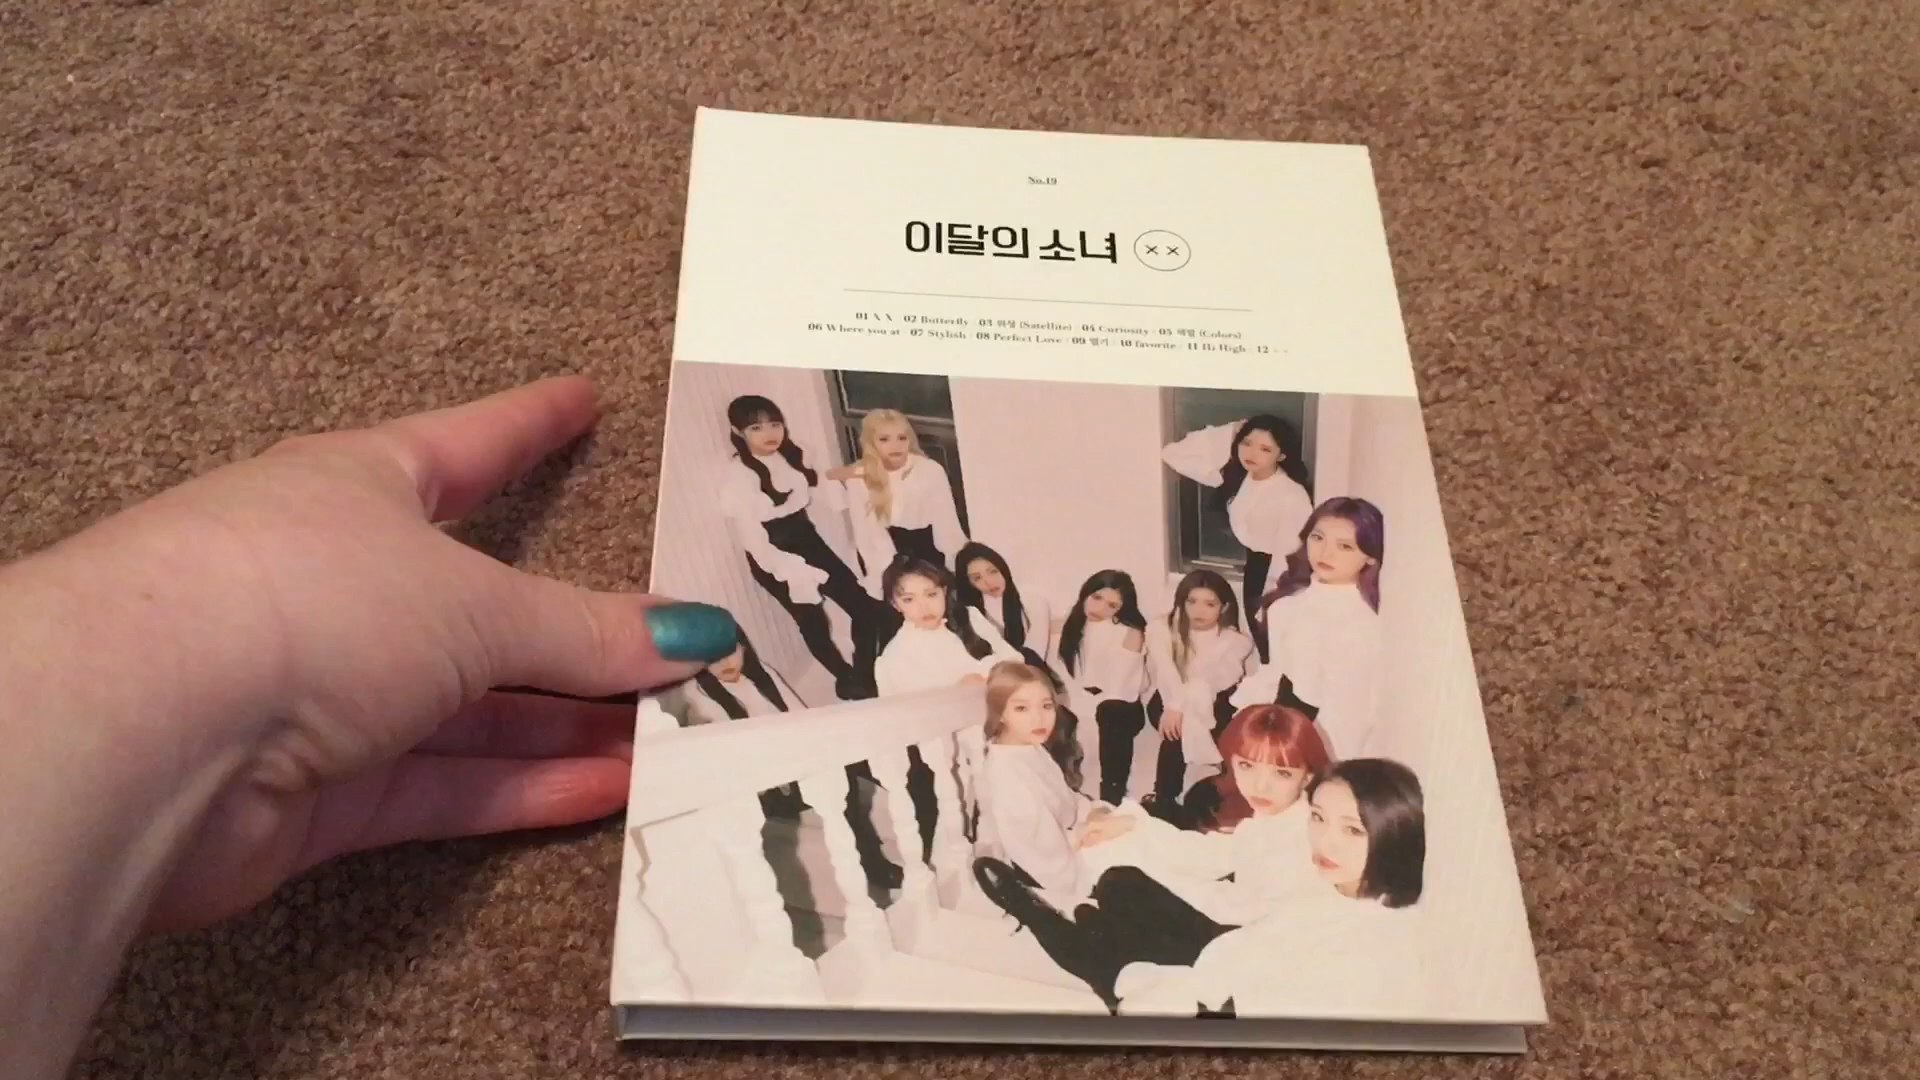 No.19
이달의 소녀 ××
01 X X 02 Butterfly / 03 위성 (Satellite) / 04 Curiosity / 05 색깔 (Colors)
06 Where you at 07 Stylish / 08 Perfect Love / 09 열기 / 10 favorite / 11 Hi High / 12 ××